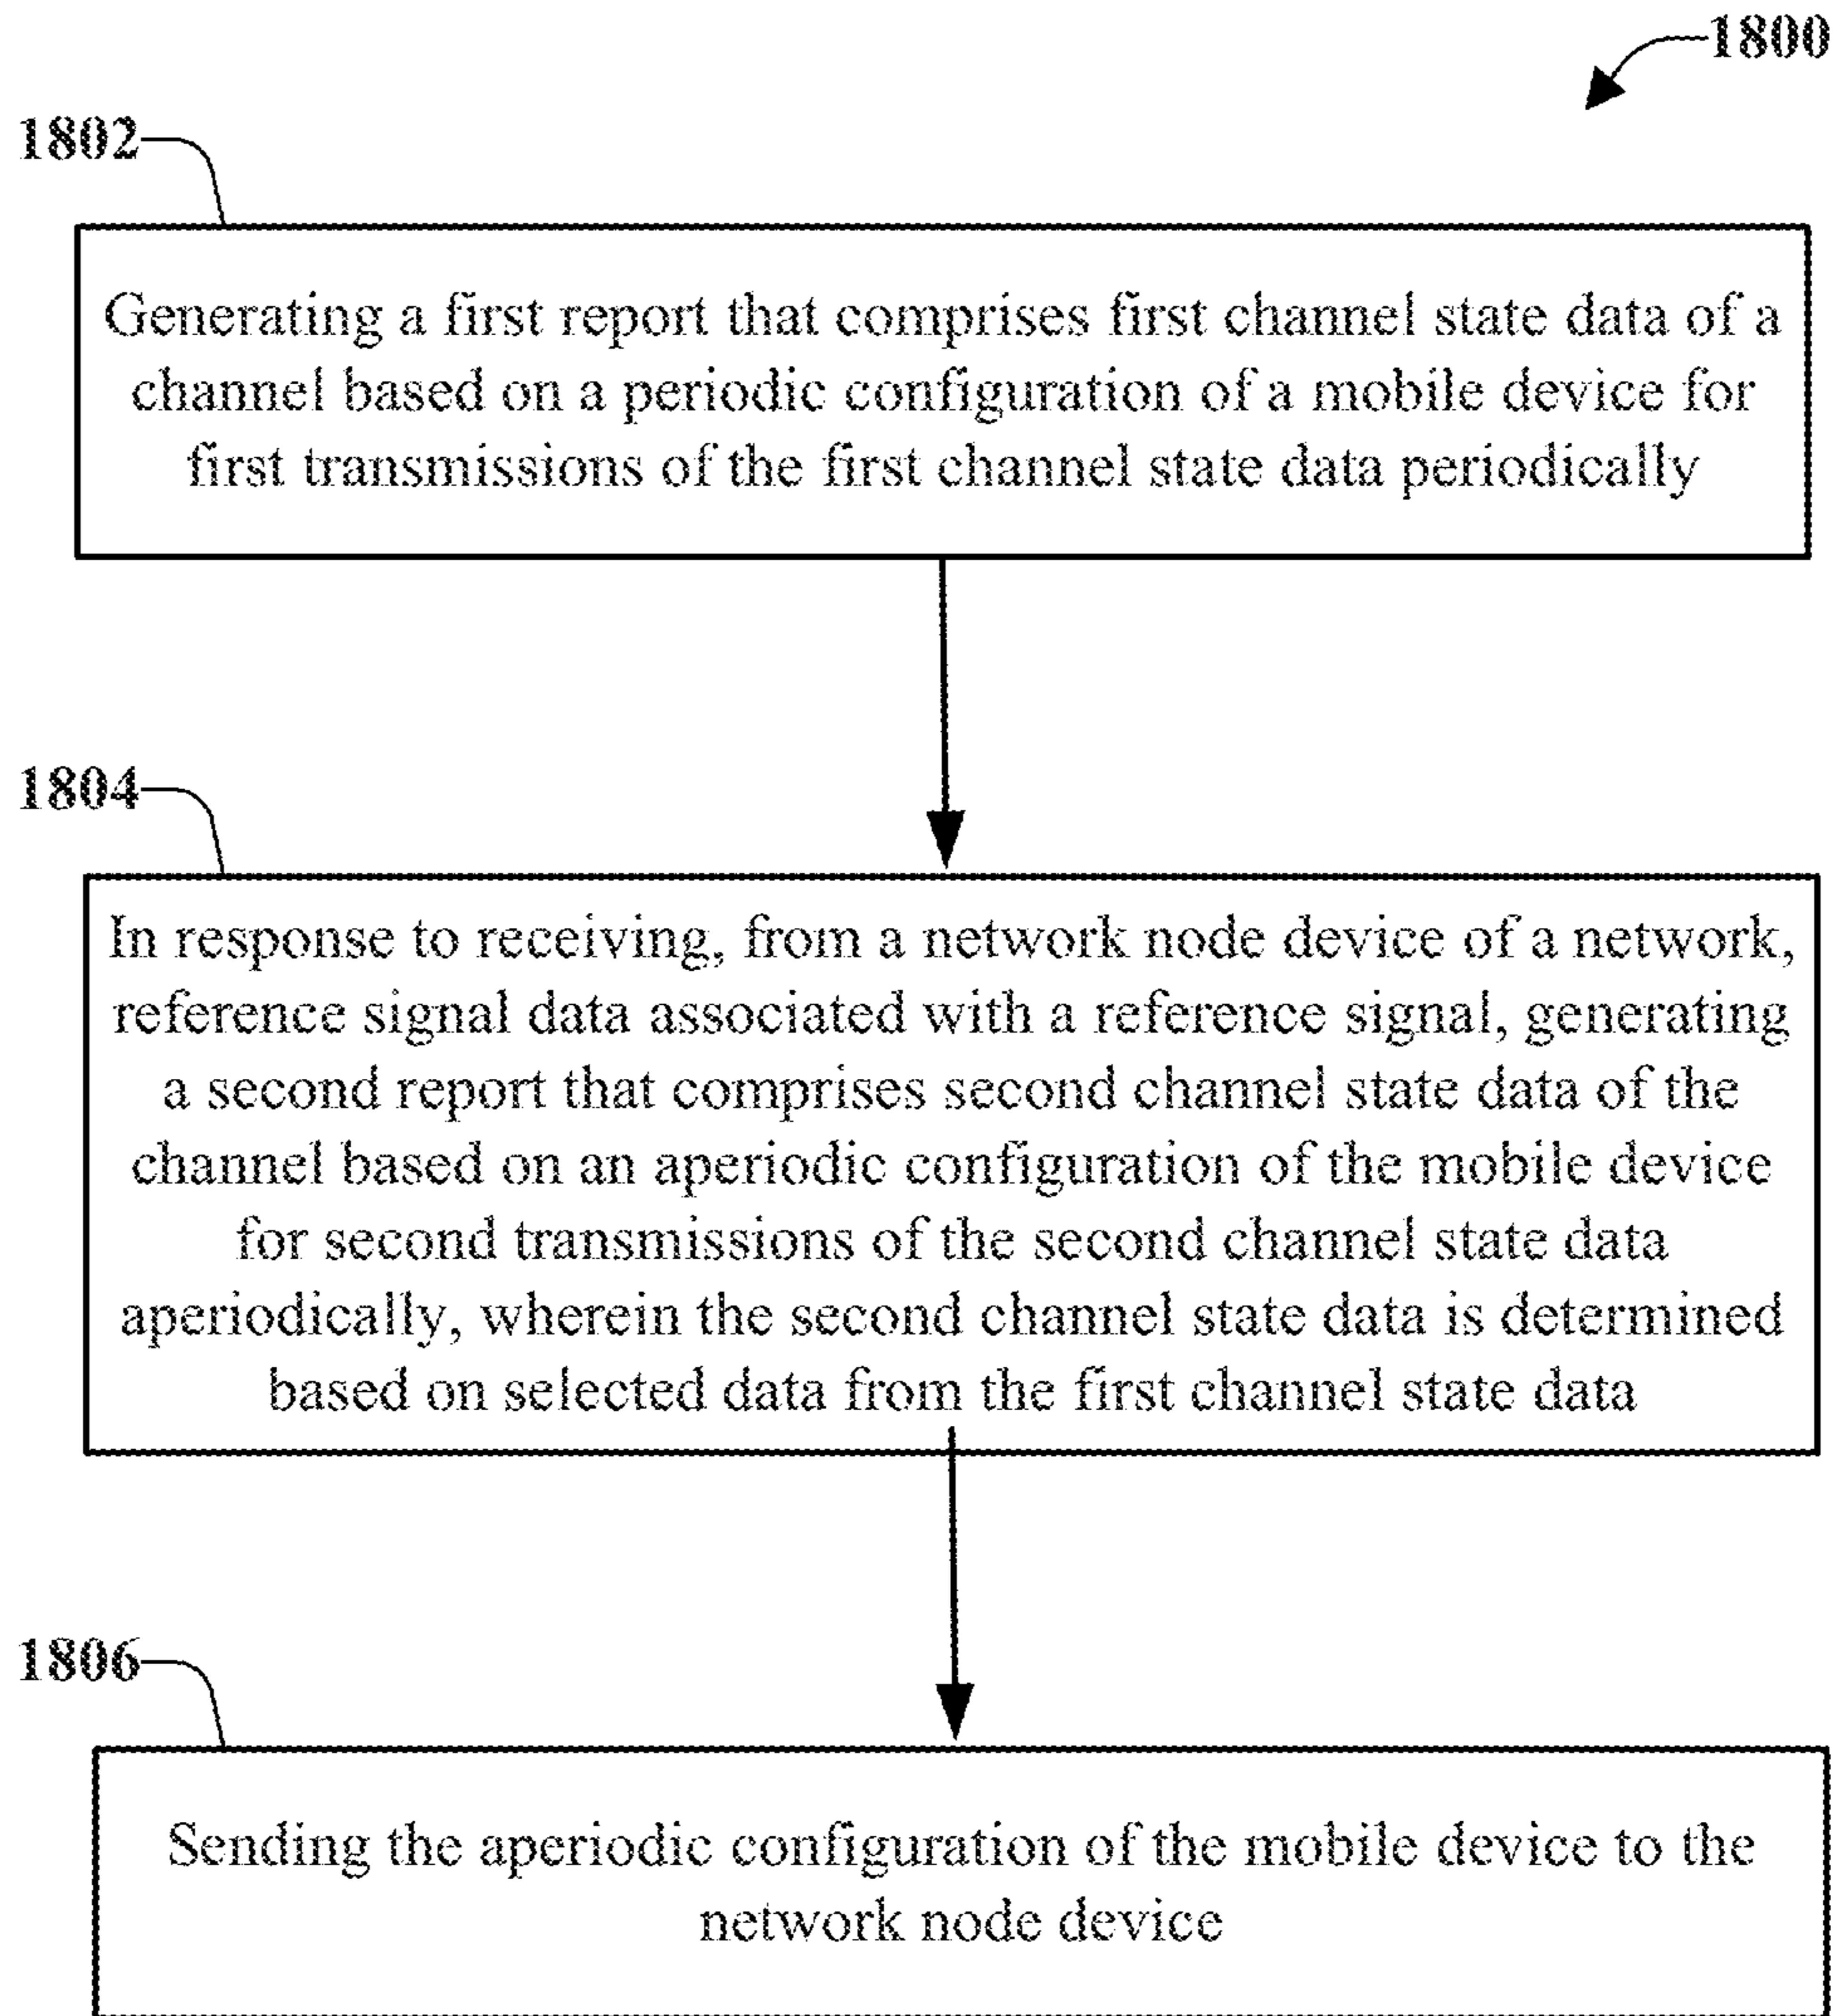 1800
1802
Generating a first report that comprises first channel state data of a
channel based on a periodic configuration of a mobile device for
first transmissions of the first channel state data periodically
1804
In response to receiving, from a network node device of a network,
reference signal data associated with a reference signal, generating
a second report that comprises second channel state data of the
channel based on an aperiodic configuration of the mobile device
for second transmissions of the second channel state data
aperiodically, wherein the second channel state data is determined
based on selected data from the first channel state data
1806
Sending the aperiodic configuration of the mobile device to the
network node device